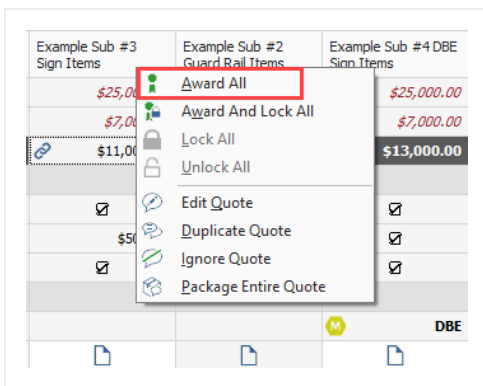 Example Sub #3
Sign Items
Example Sub #2
Guard Rail Items
Example Sub #4 DBE
Sign Items
$25,00
$25,000.00
$7,00
$7,000.00
$11,00
$13,000.00
$50
Award All
Award And Lock All
Lock All
Unlock All
Edit Quote
Duplicate Quote
Ignore Quote
Package Entire Quote
M
DBE